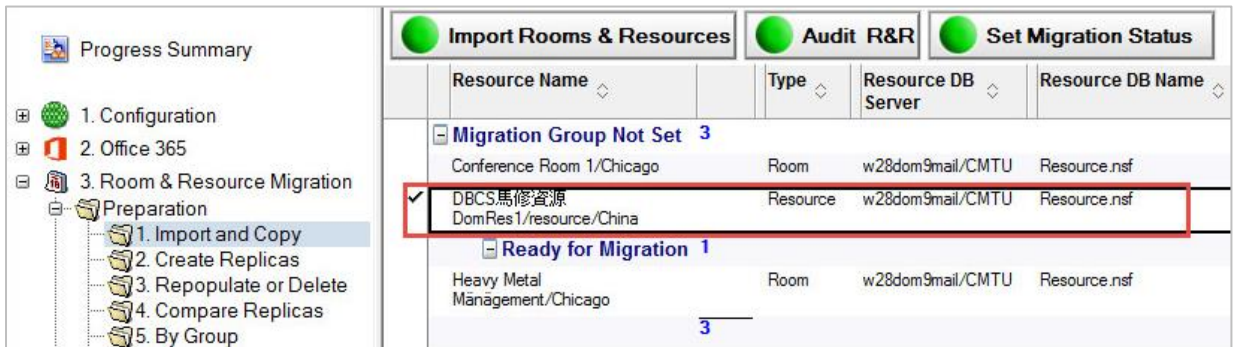 Progress Summary
1. Configuration
2. Office 365
3. Room & Resource Migration
Preparation
1. Import and Copy
2. Create Replicas
3. Repopulate or Delete
4. Compare Replicas
5. By Group
Import Rooms & Resources Audit R&R Set Migration Status
Resource Name Type Resource DB Server Resource DB Name
Migration Group Not Set 3
Conference Room 1/Chicago Room w28dom9mail/CMTU Resource.nsf
DBCS馬修資源 Resource w28dom9mail/CMTU Resource.nsf
DomRes1/resource/China
Ready for Migration 1
Heavy Metal Room w28dom9mail/CMTU Resource.nsf
Mänägement/Chicago
3